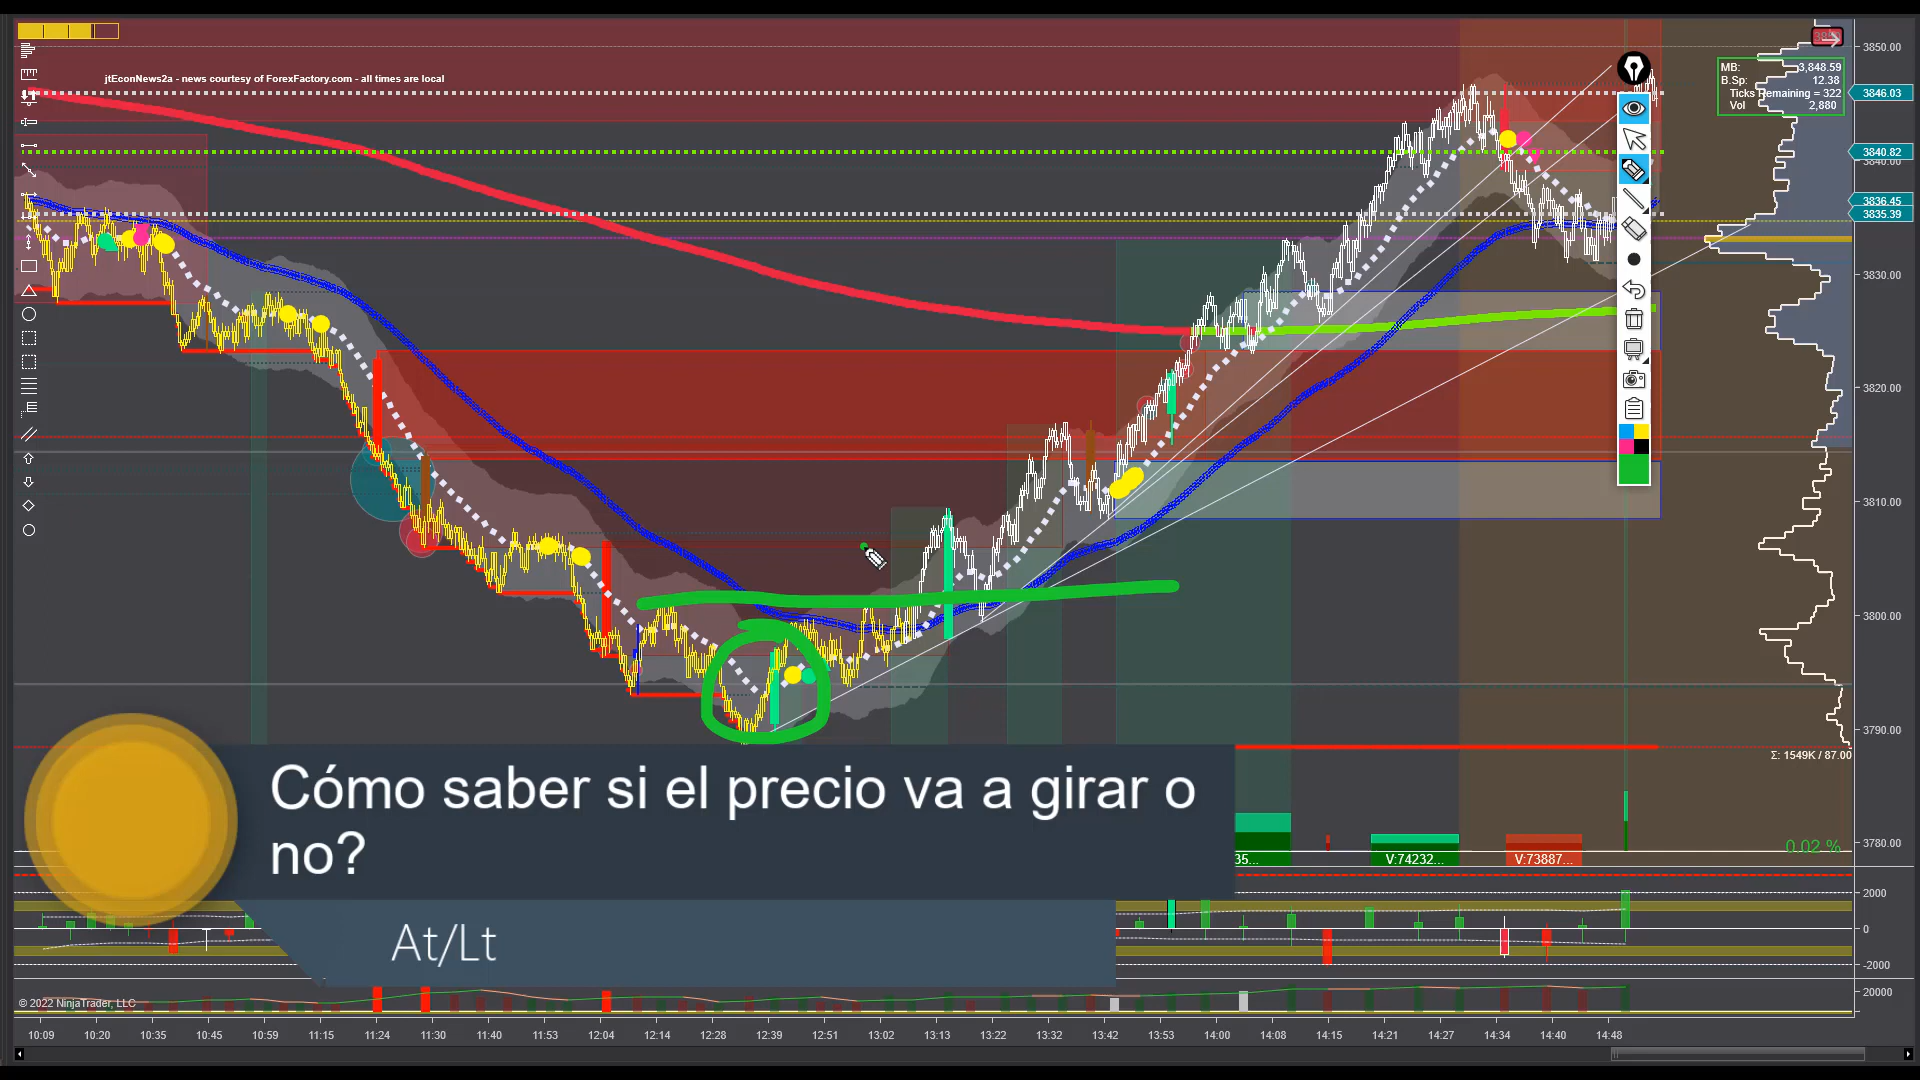 3850.00
jtEconNews2a - news courtesy of ForexFactory.com - all times are local
MB: 3,848.59
B.Sp: 12.38
Ticks Remaining = 322
Vol 2,880
3846.03
3840.82
3840.00
3836.45
3835.39
3830.00
3820.00
3810.00
3800.00
3790.00
Σ: 1549K / 87.00
Cómo saber si el precio va a girar o
no?
At/Lt
35...
V:74232...
V:73887...
0.02 %
3780.00
2000
0
-2000
20000
© 2022 NinjaTrader, LLC
10:09 10:20 10:35 10:45 10:59 11:15 11:24 11:30 11:43 11:53 12:04 12:14 12:28 12:39 12:51 13:02 13:13 13:22 13:32 13:42 13:53 14:00 14:08 14:15 14:21 14:27 14:34 14:40 14:48